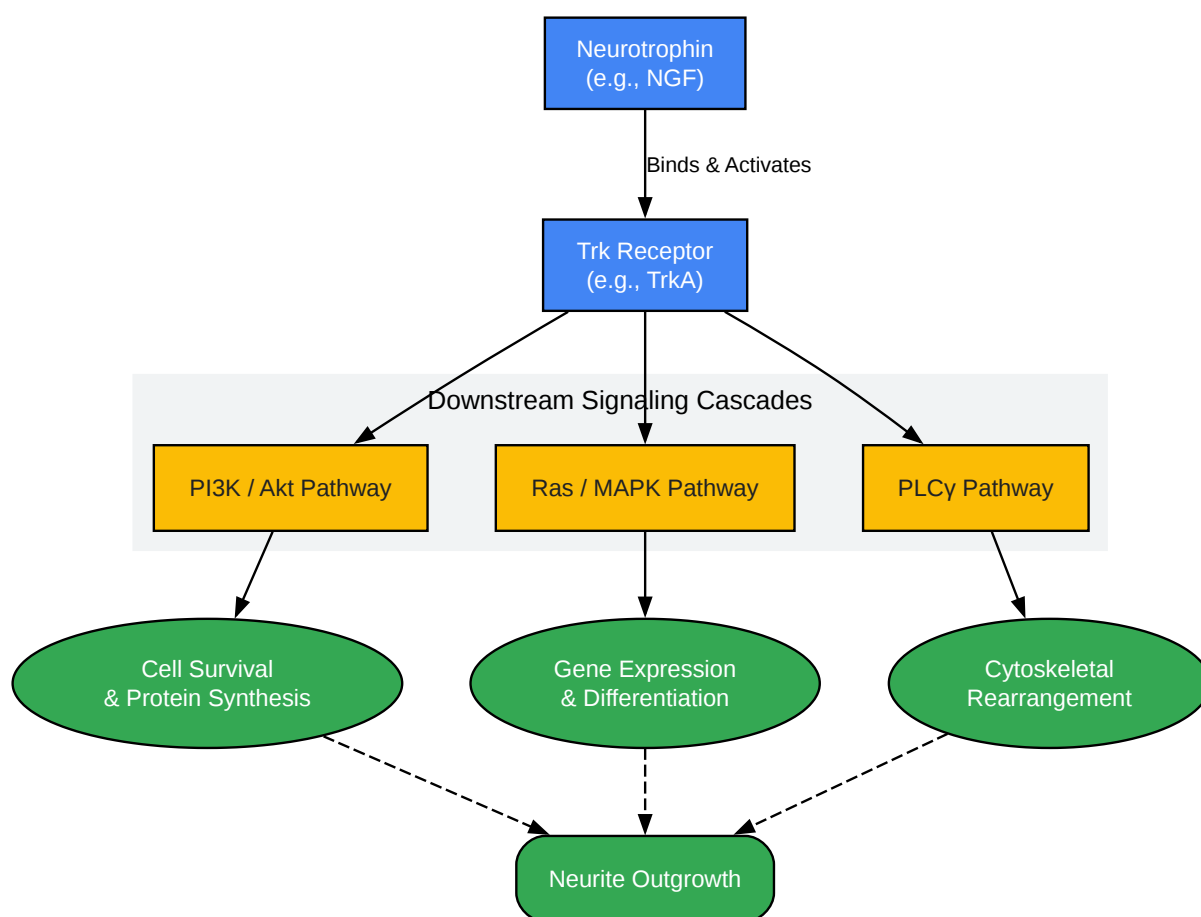 Neurotrophin
(e.g., NGF)
Binds & Activates
Trk Receptor
(e.g., TrkA)
Downstream Signaling Cascades
PI3K / Akt Pathway
Ras / MAPK Pathway
PLCγ Pathway
Cell Survival
& Protein Synthesis
Gene Expression
& Differentiation
Cytoskeletal
Rearrangement
Neurite Outgrowth